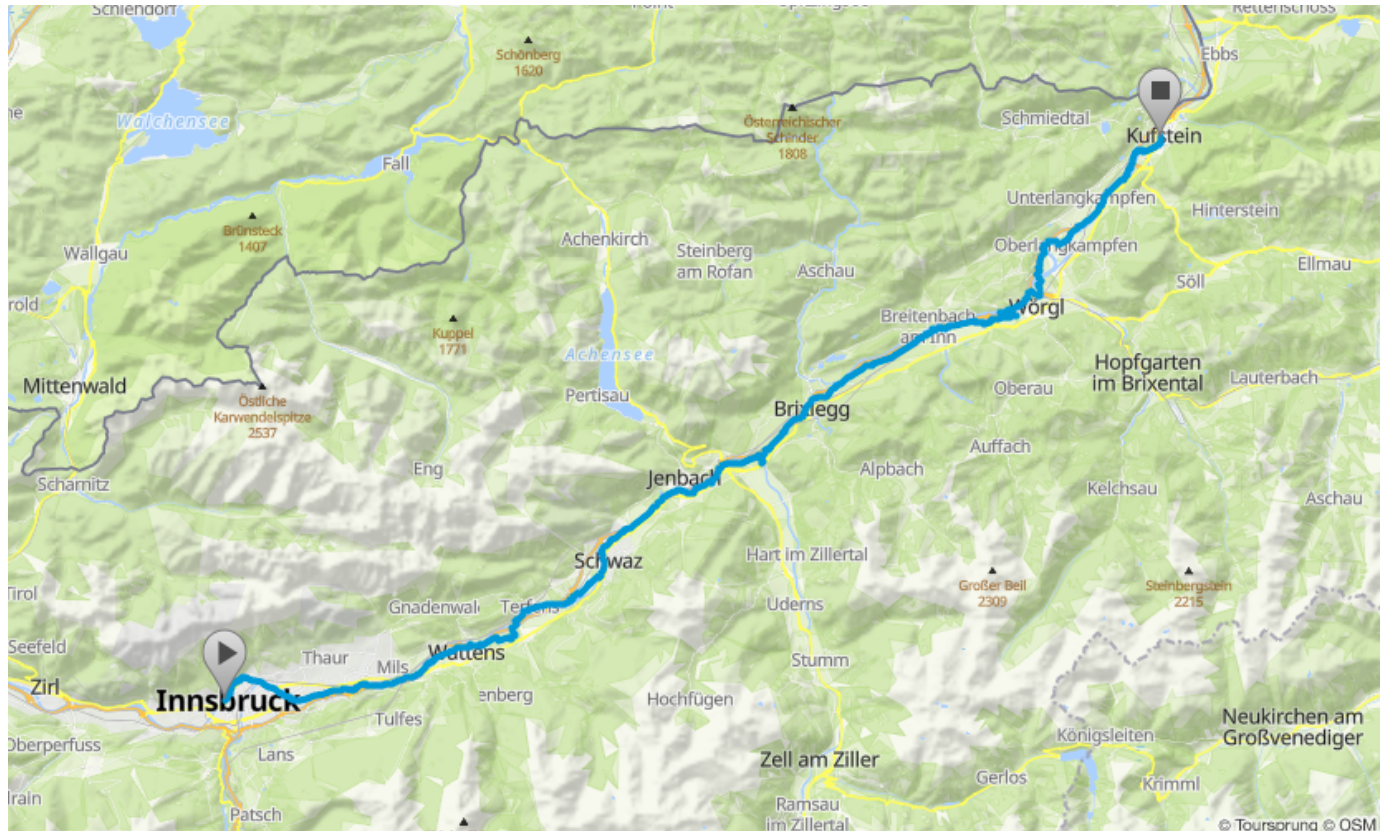 Schlehdorf
Rettenschoss
Schönberg
1620
Ebbs
Walchensee
Österreichischer
Schinder
1808
Schmiedtal
Kufstein
Fall
Unterlangkampfen
Hinterstein
Brünsteck
1407
Wallgau
Achenkirch
Steinberg
am Rofan
Aschau
Oberlangkampfen
Ellmau
Söll
Kuppel
1771
Breitenbach
am Inn
Wörgl
Achensee
Mittenwald
Östliche
Karwendelspitze
2537
Pertisau
Oberau
Hopfgarten
im Brixental
Lauterbach
Brixlegg
Scharnitz
Eng
Jenbach
Auffach
Alpbach
Kelchsau
Aschau
Schwaz
Hart im Zillertal
Großer Beil
2309
Steinbergstein
2215
Tirol
Gnadenwal
Terfens
Uderns
Seefeld
Thaur
Mils
Wattens
Stumm
Zirl
Innsbruck
enberg
Hochfügen
Tulfes
Neukirchen am
Großvenediger
Oberperfuss
Lans
Königsleiten
Zell am Ziller
Gerlos
Krimml
Patsch
Ramsau
im Zillertal
© Toursprung © OSM